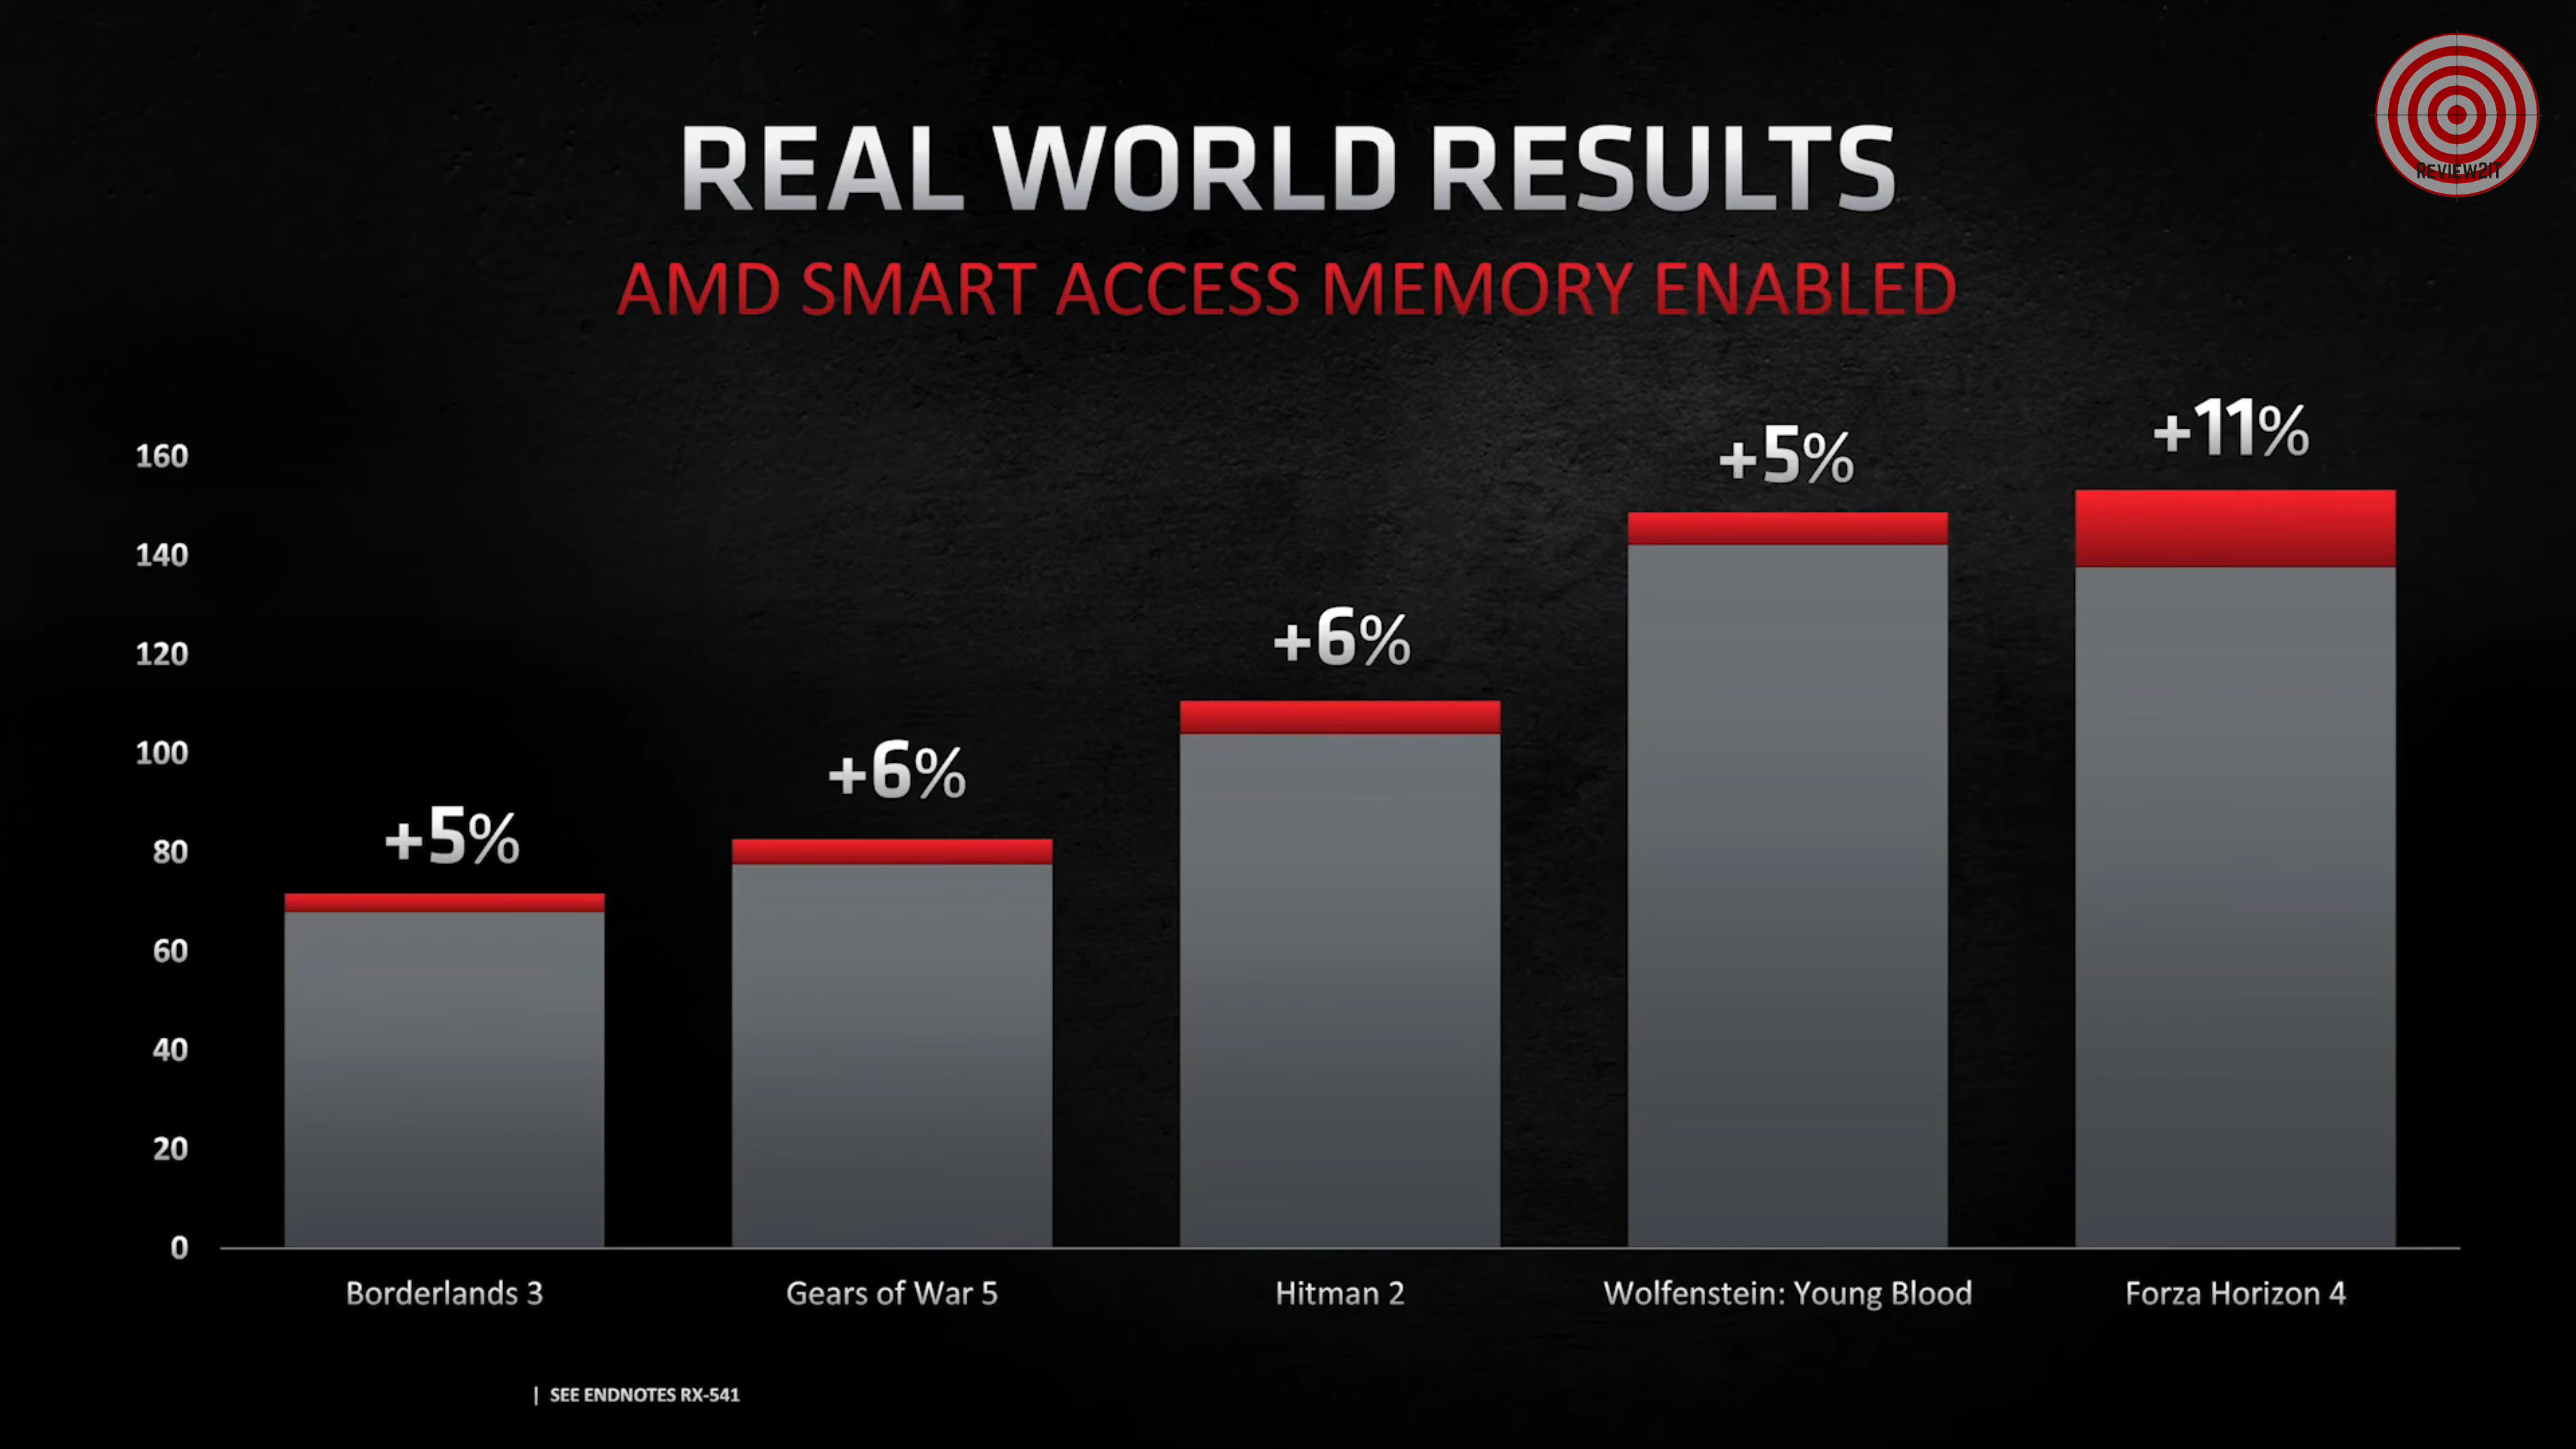 REVIEW2IT
REAL WORLD RESULTS
AMD SMART ACCESS MEMORY ENABLED
+11%
+5%
160
140
+6%
120
+6%
100
+5%
80
60
40
20
0
Borderlands 3
Gears of War 5
Hitman 2
Wolfenstein: Young Blood
Forza Horizon 4
| SEE ENDNOTES RX-541